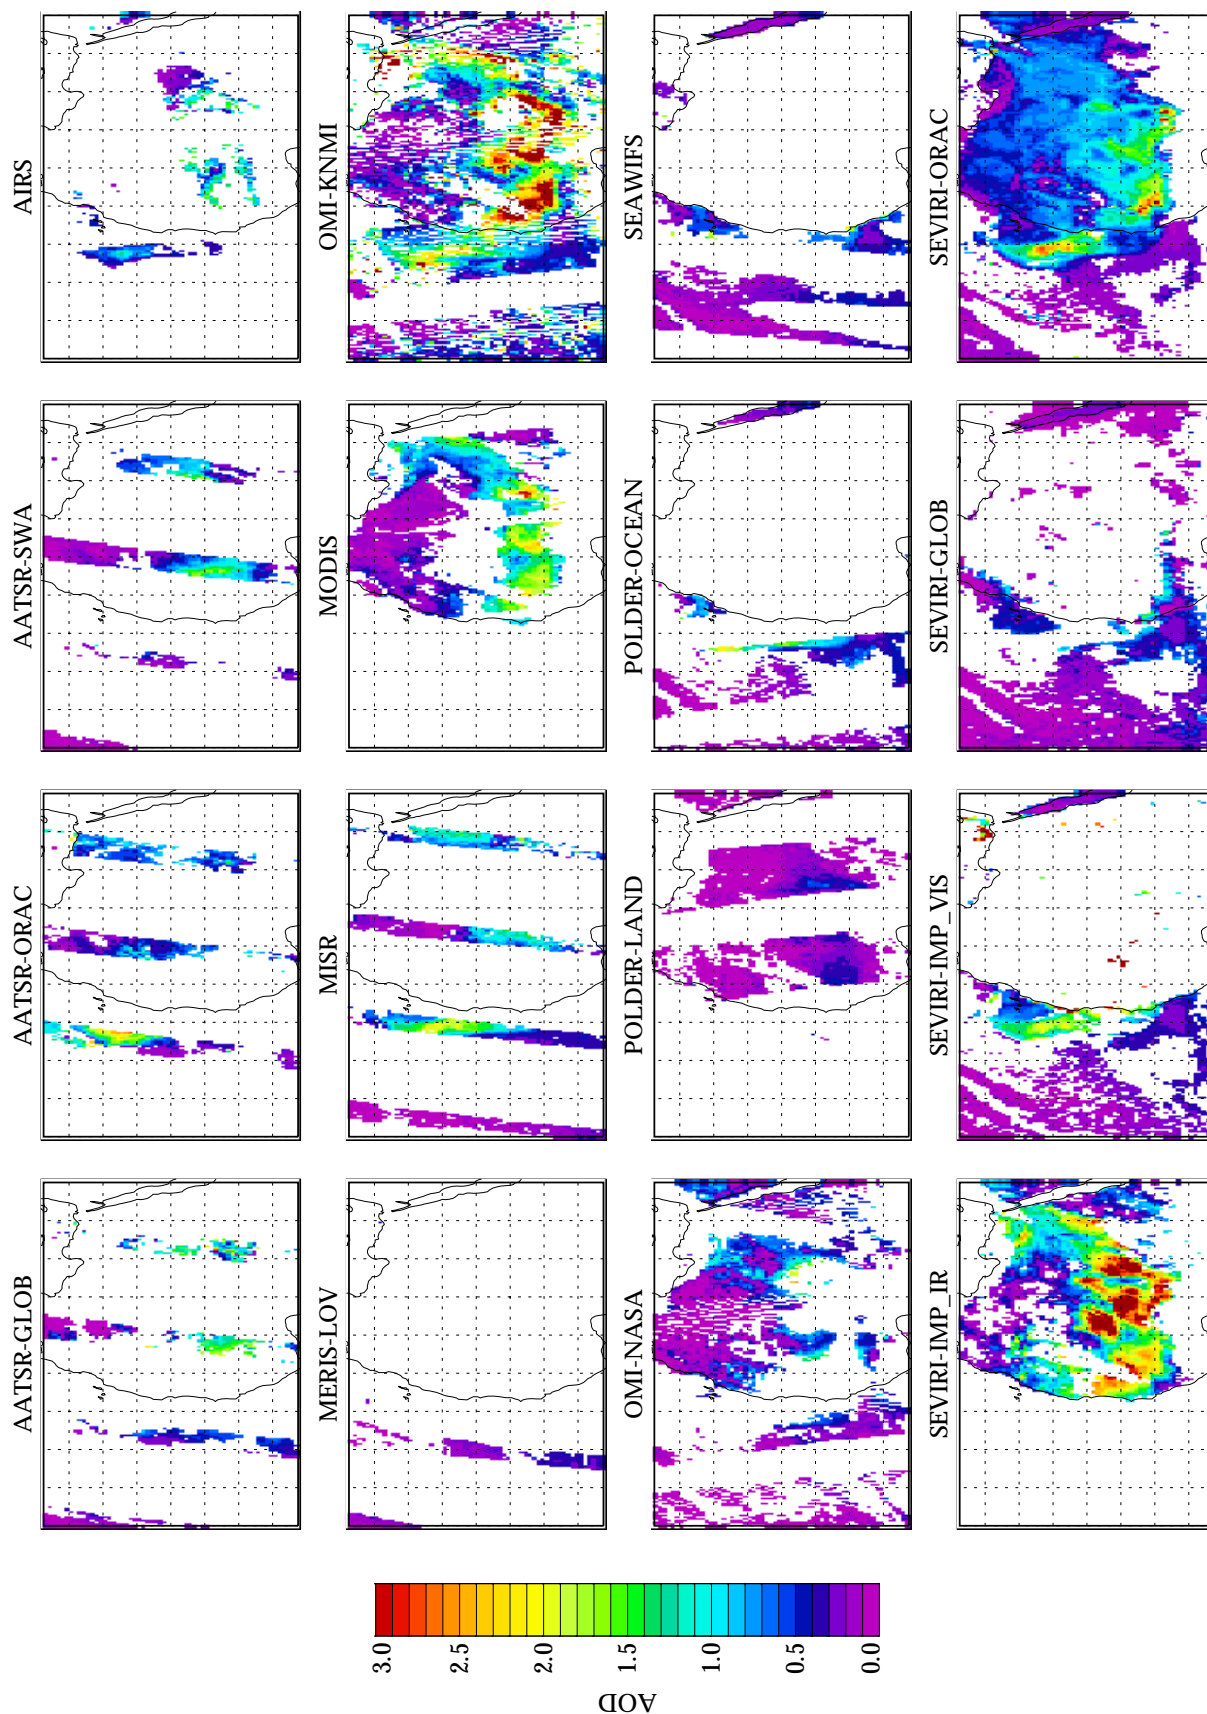 AATSR-GLOB
AATSR-ORAC
AATSR-SWA
AIRS
MERIS-LOV
MISR
MODIS
OMI-KNMI
OMI-NASA
POLDER-LAND
POLDER-OCEAN
SEAWIFS
SEVIRI-IMP_IR
SEVIRI-IMP_VIS
SEVIRI-GLOB
SEVIRI-ORAC
3.0
2.5
2.0
1.5
1.0
0.5
0.0
AOD